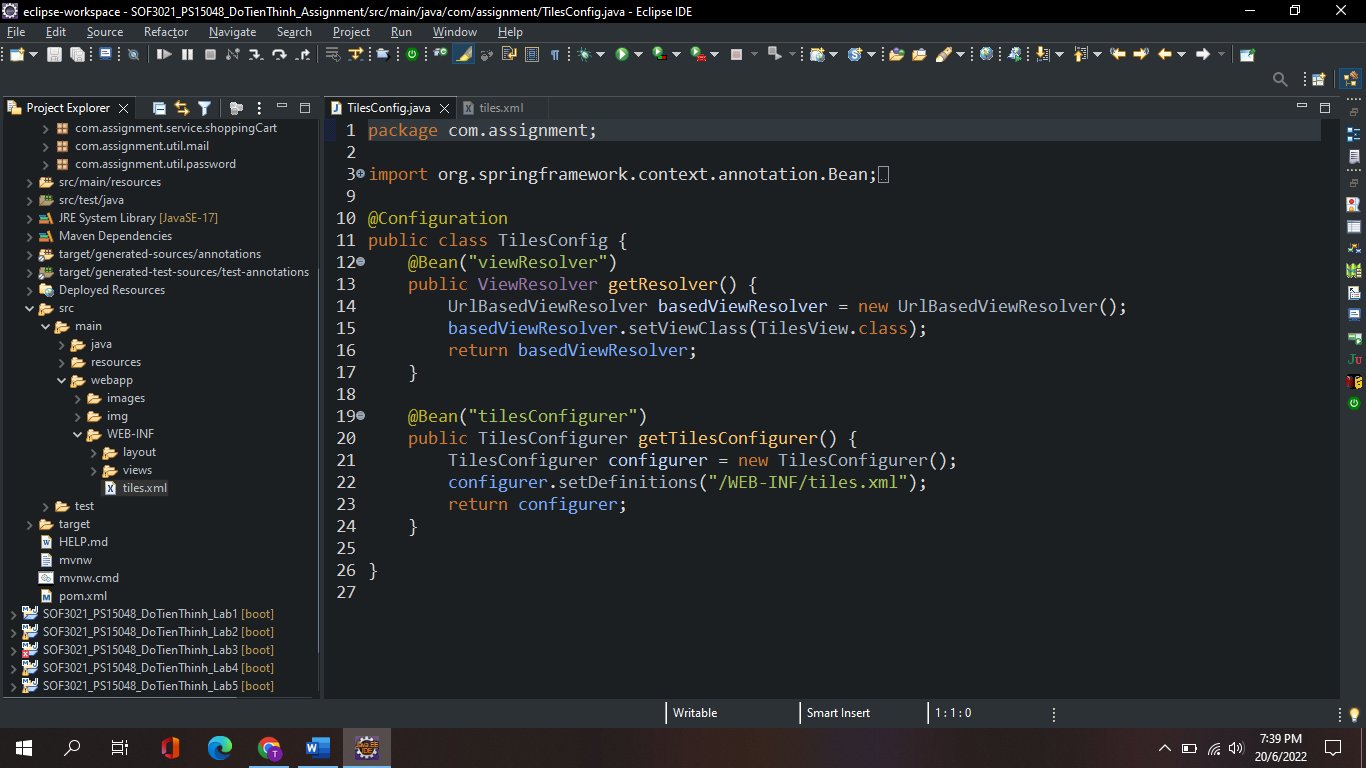 eclipse-workspace - SOF3021_PS15048_DoTienThinh_Assignment/src/main/java/com/assignment/TilesConfig.java - Eclipse IDE
File Edit Source Refactor Navigate Search Project Run Window Help
Project Explorer
com.assignment.service.shoppingCart
com.assignment.util.mail
com.assignment.util.password
src/main/resources
src/test/java
JRE System Library [JavaSE-17]
Maven Dependencies
target/generated-sources/annotations
target/generated-test-sources/test-annotations
Deployed Resources
src
main
java
resources
webapp
images
img
WEB-INF
layout
views
tiles.xml
test
target
HELP.md
mvnw
mvnw.cmd
pom.xml
SOF3021_PS15048_DoTienThinh_Lab1 [boot]
SOF3021_PS15048_DoTienThinh_Lab2 [boot]
SOF3021_PS15048_DoTienThinh_Lab3 [boot]
SOF3021_PS15048_DoTienThinh_Lab4 [boot]
SOF3021_PS15048_DoTienThinh_Lab5 [boot]
TilesConfig.java tiles.xml
1 package com.assignment;
2
3 import org.springframework.context.annotation.Bean;
9
10 @Configuration
11 public class TilesConfig {
12 @Bean("viewResolver")
13 public ViewResolver getResolver() {
14 UrlBasedViewResolver basedViewResolver = new UrlBasedViewResolver();
15 basedViewResolver.setViewClass(TilesView.class);
16 return basedViewResolver;
17 }
18
19 @Bean("tilesConfigurer")
20 public TilesConfigurer getTilesConfigurer() {
21 TilesConfigurer configurer = new TilesConfigurer();
22 configurer.setDefinitions("/WEB-INF/tiles.xml");
23 return configurer;
24 }
25
26 }
27
Ju
Writable Smart Insert 1 : 1 : 0
7:39 PM
20/6/2022